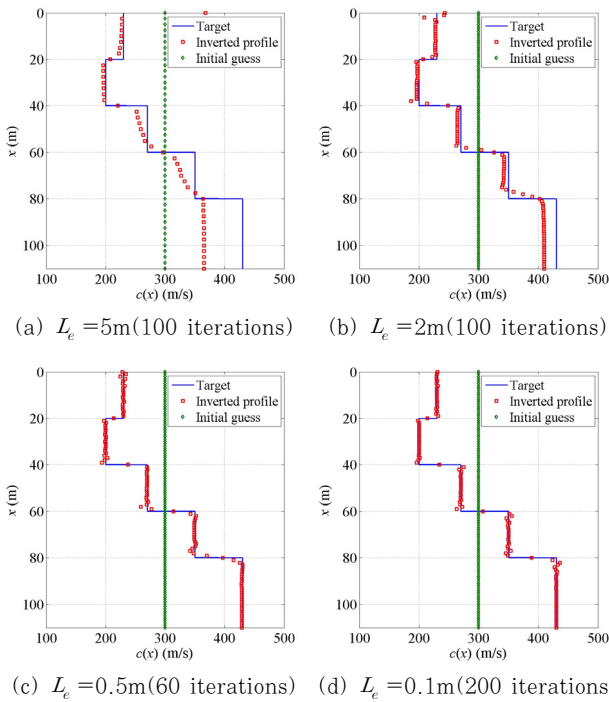 0
20
40
60
80
100
x (m)
100 200 300 400 500
c(x) (m/s)
Target
Inverted profile
Initial guess
(a) Le=5m(100 iterations)
0
20
40
60
80
100
x (m)
100 200 300 400 500
c(x) (m/s)
Target
Inverted profile
Initial guess
(b) Le=2m(100 iterations)
0
20
40
60
80
100
x (m)
100 200 300 400 500
c(x) (m/s)
Target
Inverted profile
Initial guess
(c) Le=0.5m(60 iterations)
0
20
40
60
80
100
x (m)
100 200 300 400 500
c(x) (m/s)
Target
Inverted profile
Initial guess
(d) Le=0.1m(200 iterations